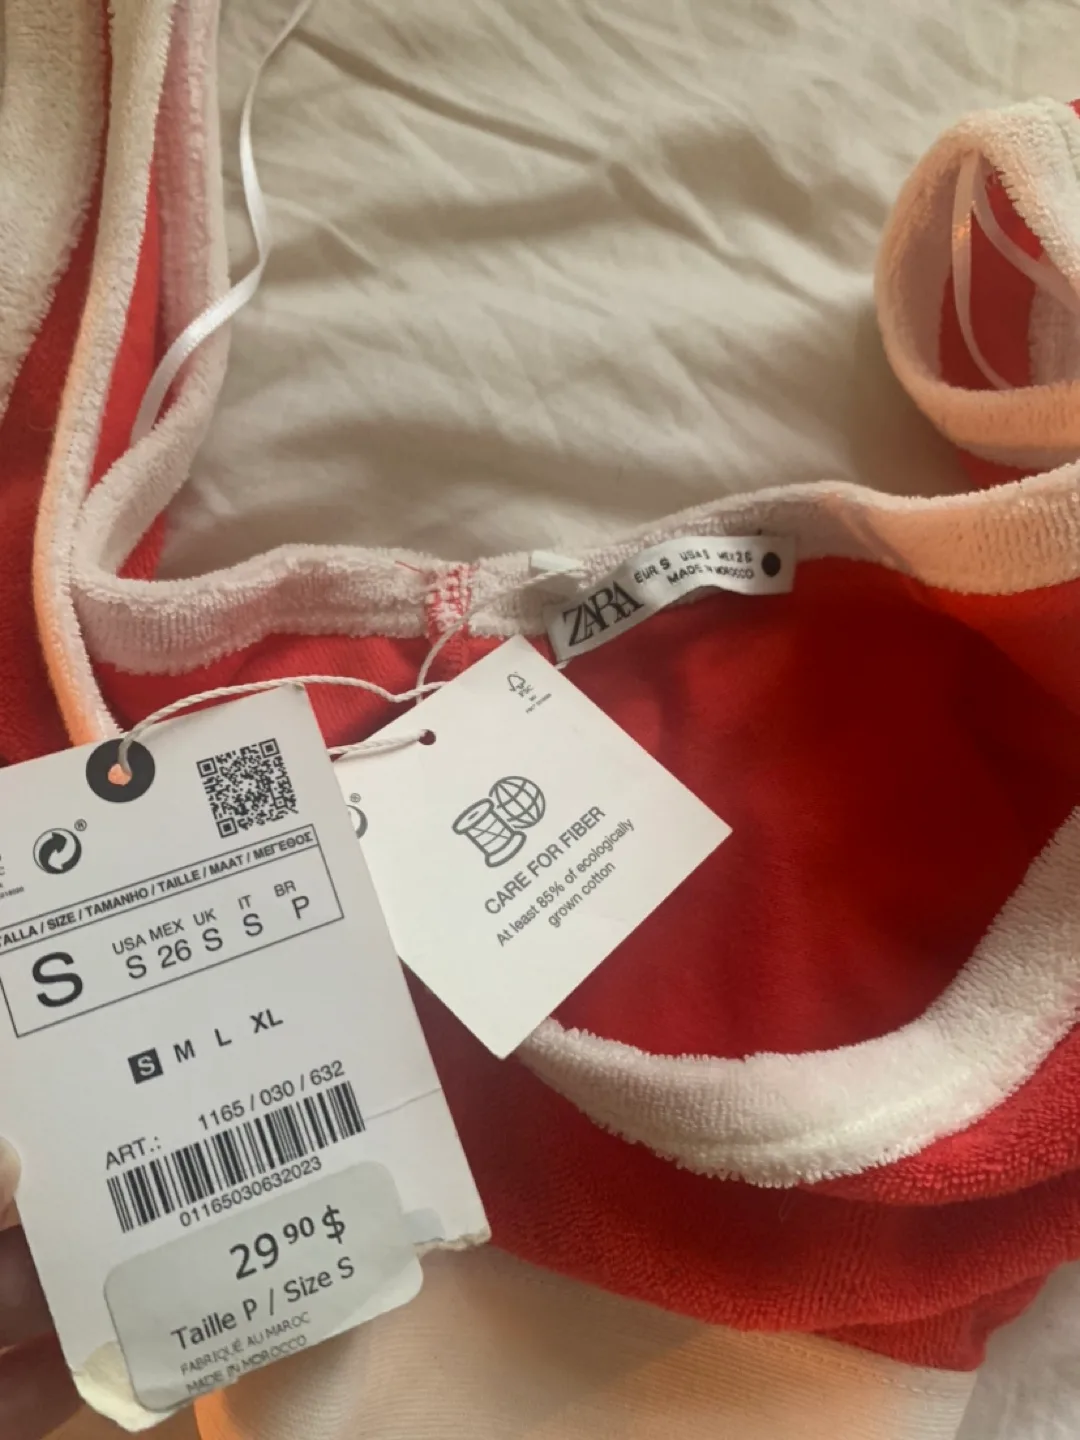 ZARA
EUR S USA S MEX 26
MADE IN MOROCCO
FSC
CARE FOR FIBER
At least 85% of ecologically
grown cotton
TALLA / SIZE / TAMANHO / TAILLE / MAAT / ΜΕΓΕΘΟΣ
S
USA MEX UK IT BR
S 26 S S P
S M L XL
ART.: 1165 / 030 / 632
01165030632023
29 90 $
Taille P / Size S
FABRIQUÉ AU MAROC
MADE IN MOROCCO